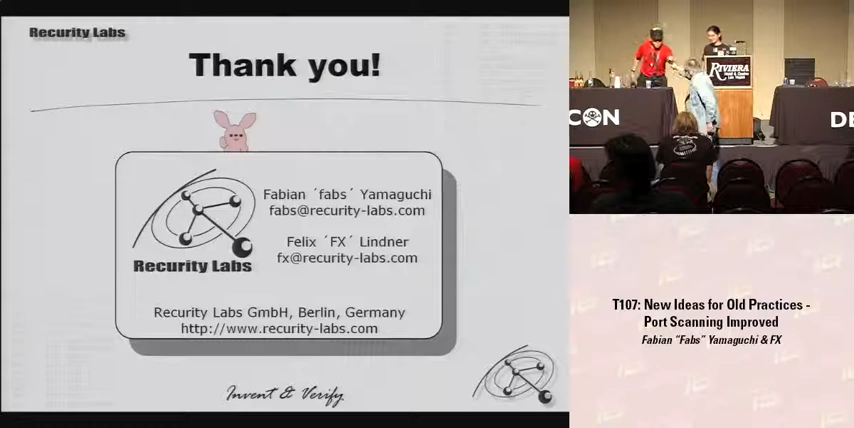 Recurity Labs
Thank you!
Fabian ´fabs´ Yamaguchi
fabs@recurity-labs.com
Felix ´FX´ Lindner
fx@recurity-labs.com
Recurity Labs
Recurity Labs GmbH, Berlin, Germany
http://www.recurity-labs.com
Invent & Verify
RIVIERA
CON
DE
T107: New Ideas for Old Practices -
Port Scanning Improved
Fabian "Fabs" Yamaguchi & FX